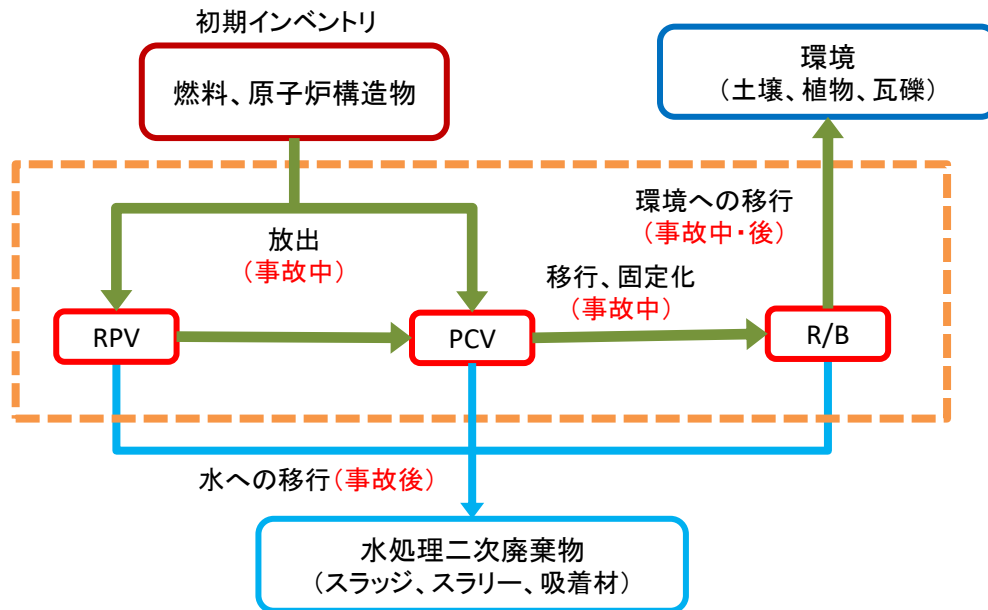 初期インベントリ
燃料、原子炉構造物
環境
（土壌、植物、瓦礫）
環境への移行
（事故中・後）
放出
（事故中）
移行、固定化
（事故中）
RPV
PCV
R/B
水への移行（事故後）
水処理二次廃棄物
（スラッジ、スラリー、吸着材）